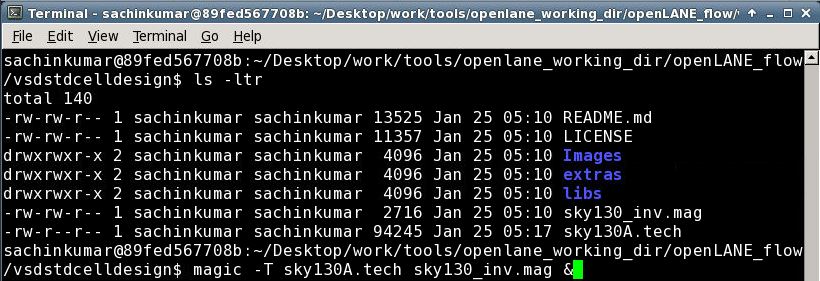 Terminal - sachinkumar@89fed567708b: ~/Desktop/work/tools/openlane_working_dir/openLANE_flow/
File Edit View Terminal Go Help
sachinkumar@89fed567708b:~/Desktop/work/tools/openlane_working_dir/openLANE_flow
/vsdstdcelldesign$ ls -ltr
total 140
-rw-rw-r-- 1 sachinkumar sachinkumar 13525 Jan 25 05:10 README.md
-rw-rw-r-- 1 sachinkumar sachinkumar 11357 Jan 25 05:10 LICENSE
drwxrwxr-x 2 sachinkumar sachinkumar  4096 Jan 25 05:10 Images
drwxrwxr-x 2 sachinkumar sachinkumar  4096 Jan 25 05:10 extras
drwxrwxr-x 2 sachinkumar sachinkumar  4096 Jan 25 05:10 libs
-rw-rw-r-- 1 sachinkumar sachinkumar  2716 Jan 25 05:10 sky130_inv.mag
-rw-r--r-- 1 sachinkumar sachinkumar 94245 Jan 25 05:17 sky130A.tech
sachinkumar@89fed567708b:~/Desktop/work/tools/openlane_working_dir/openLANE_flow
/vsdstdcelldesign$ magic -T sky130A.tech sky130_inv.mag &